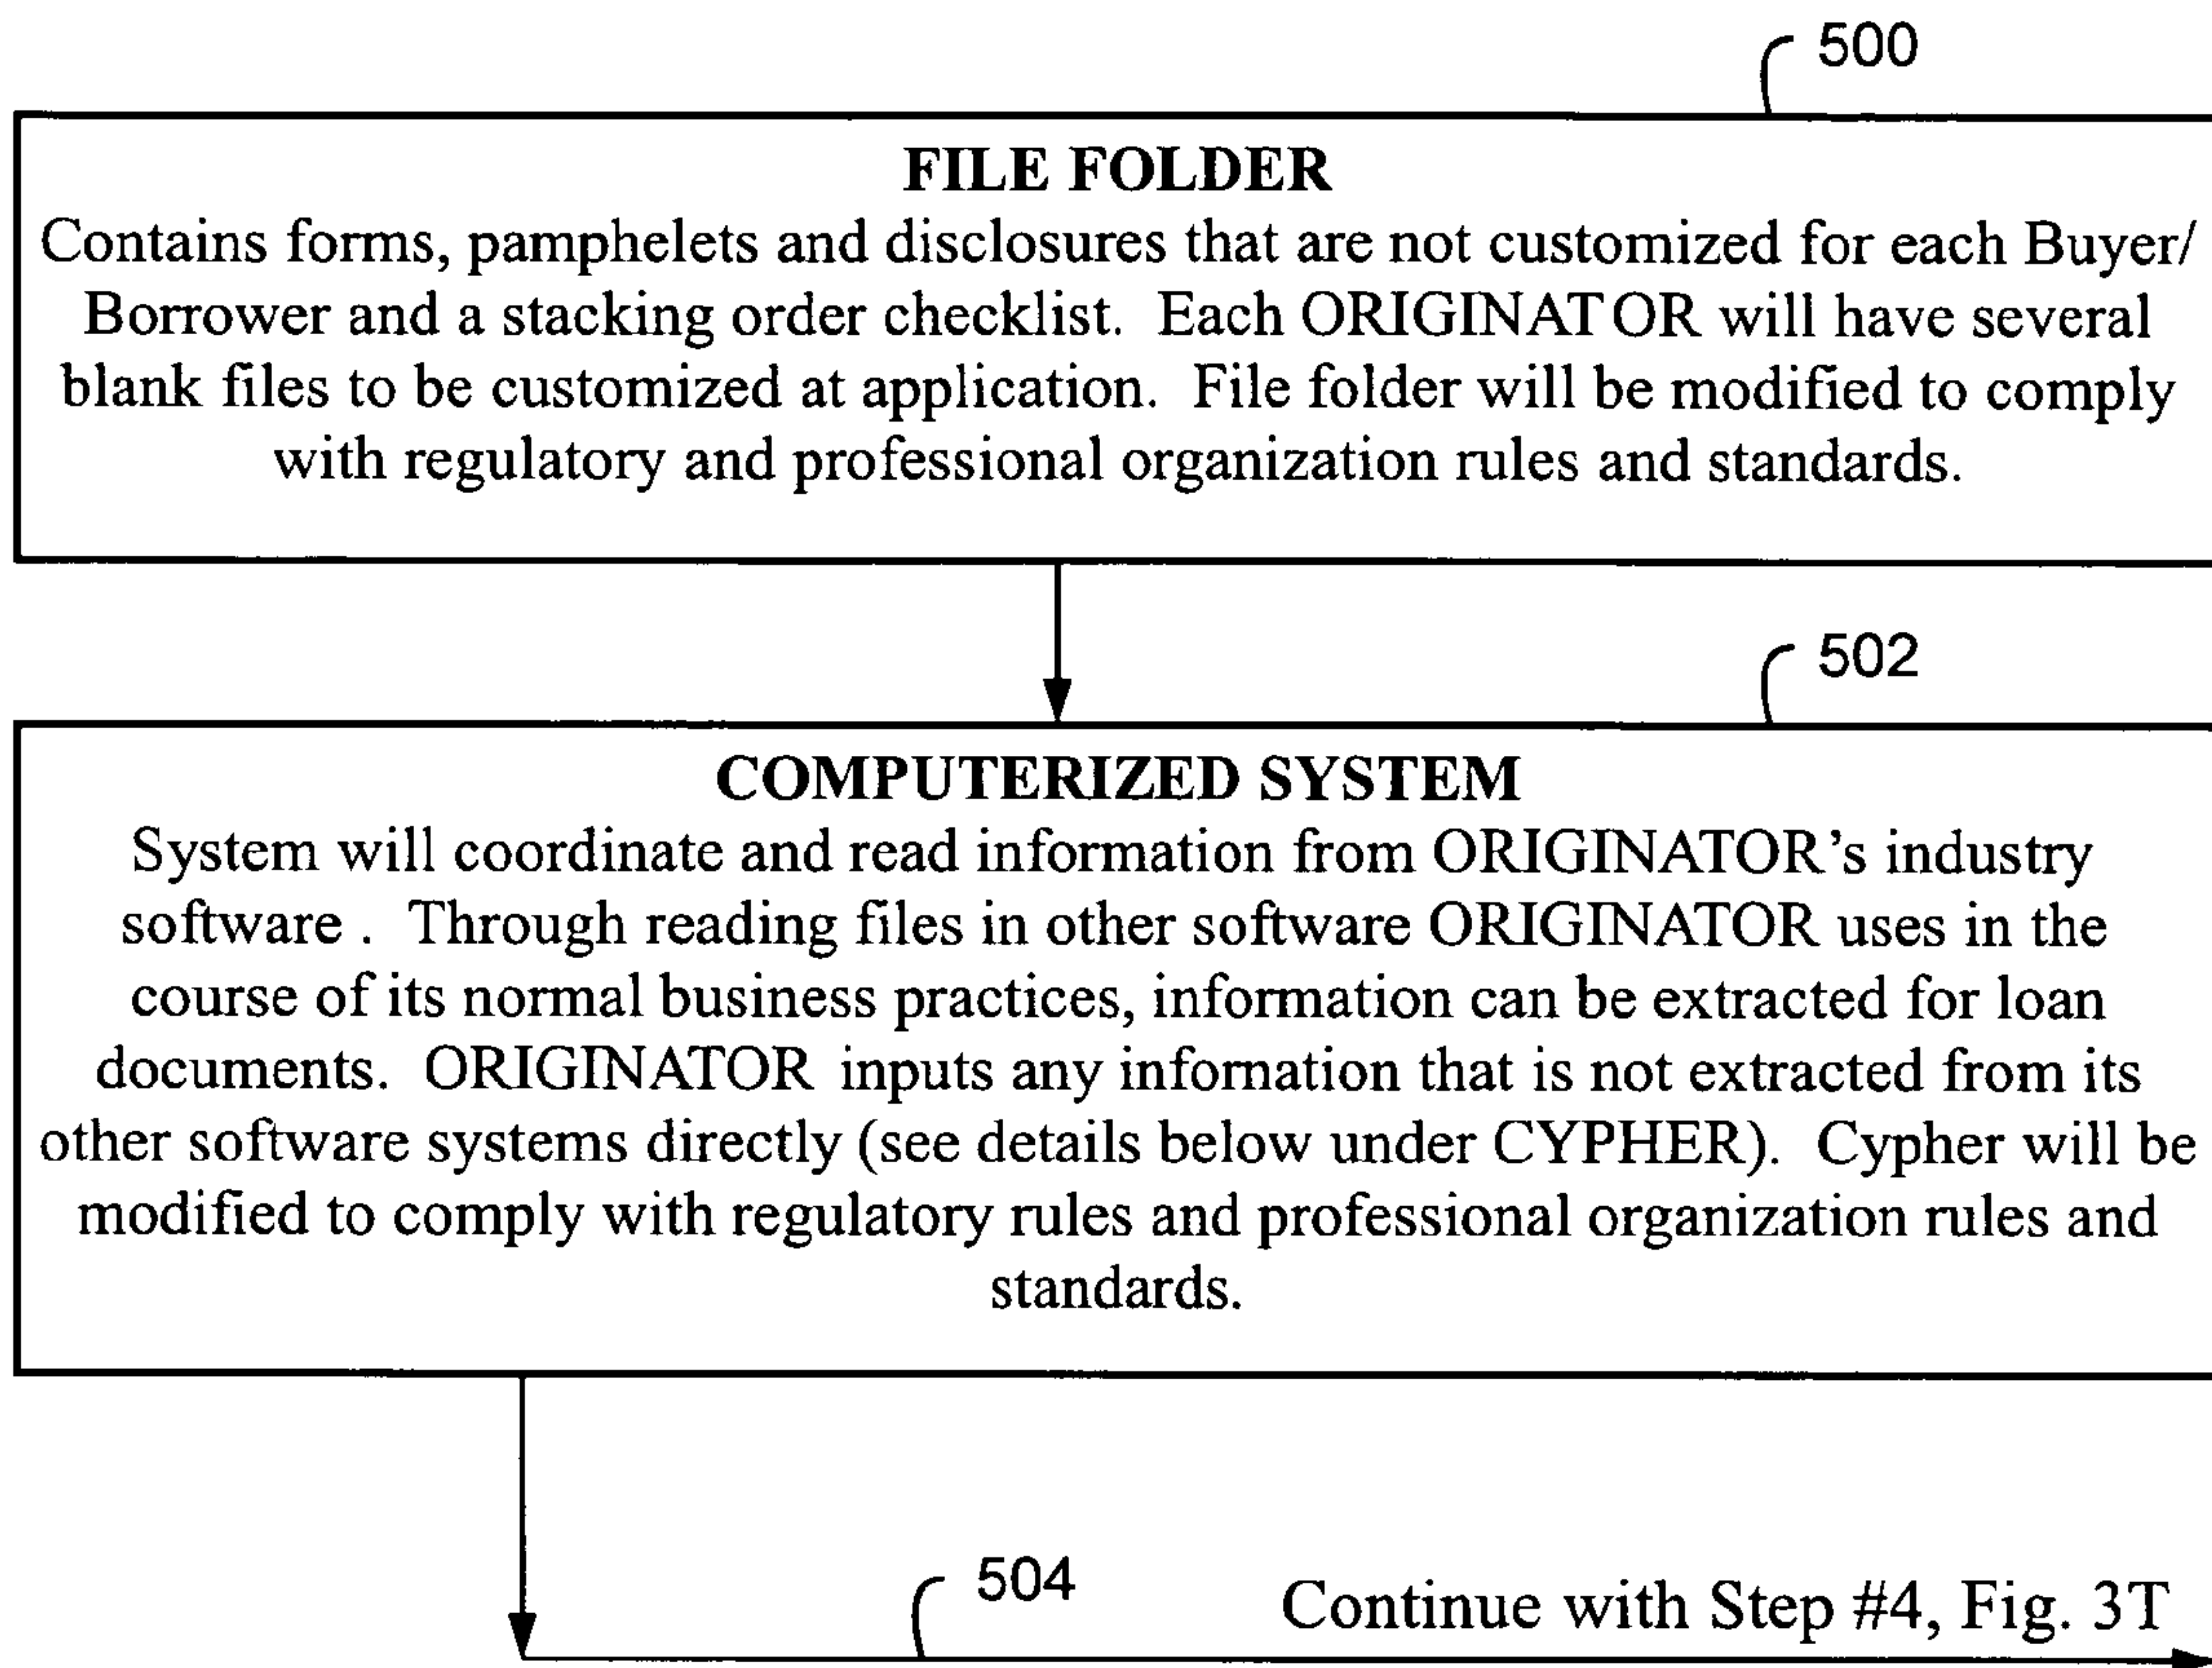 500
FILE FOLDER
Contains forms, pamphelets and disclosures that are not customized for each Buyer/
Borrower and a stacking order checklist. Each ORIGINATOR will have several
blank files to be customized at application. File folder will be modified to comply
with regulatory and professional organization rules and standards.
502
COMPUTERIZED SYSTEM
System will coordinate and read information from ORIGINATOR's industry
software . Through reading files in other software ORIGINATOR uses in the
course of its normal business practices, information can be extracted for loan
documents. ORIGINATOR inputs any infomation that is not extracted from its
other software systems directly (see details below under CYPHER). Cypher will be
modified to comply with regulatory rules and professional organization rules and
standards.
504
Continue with Step #4, Fig. 3T